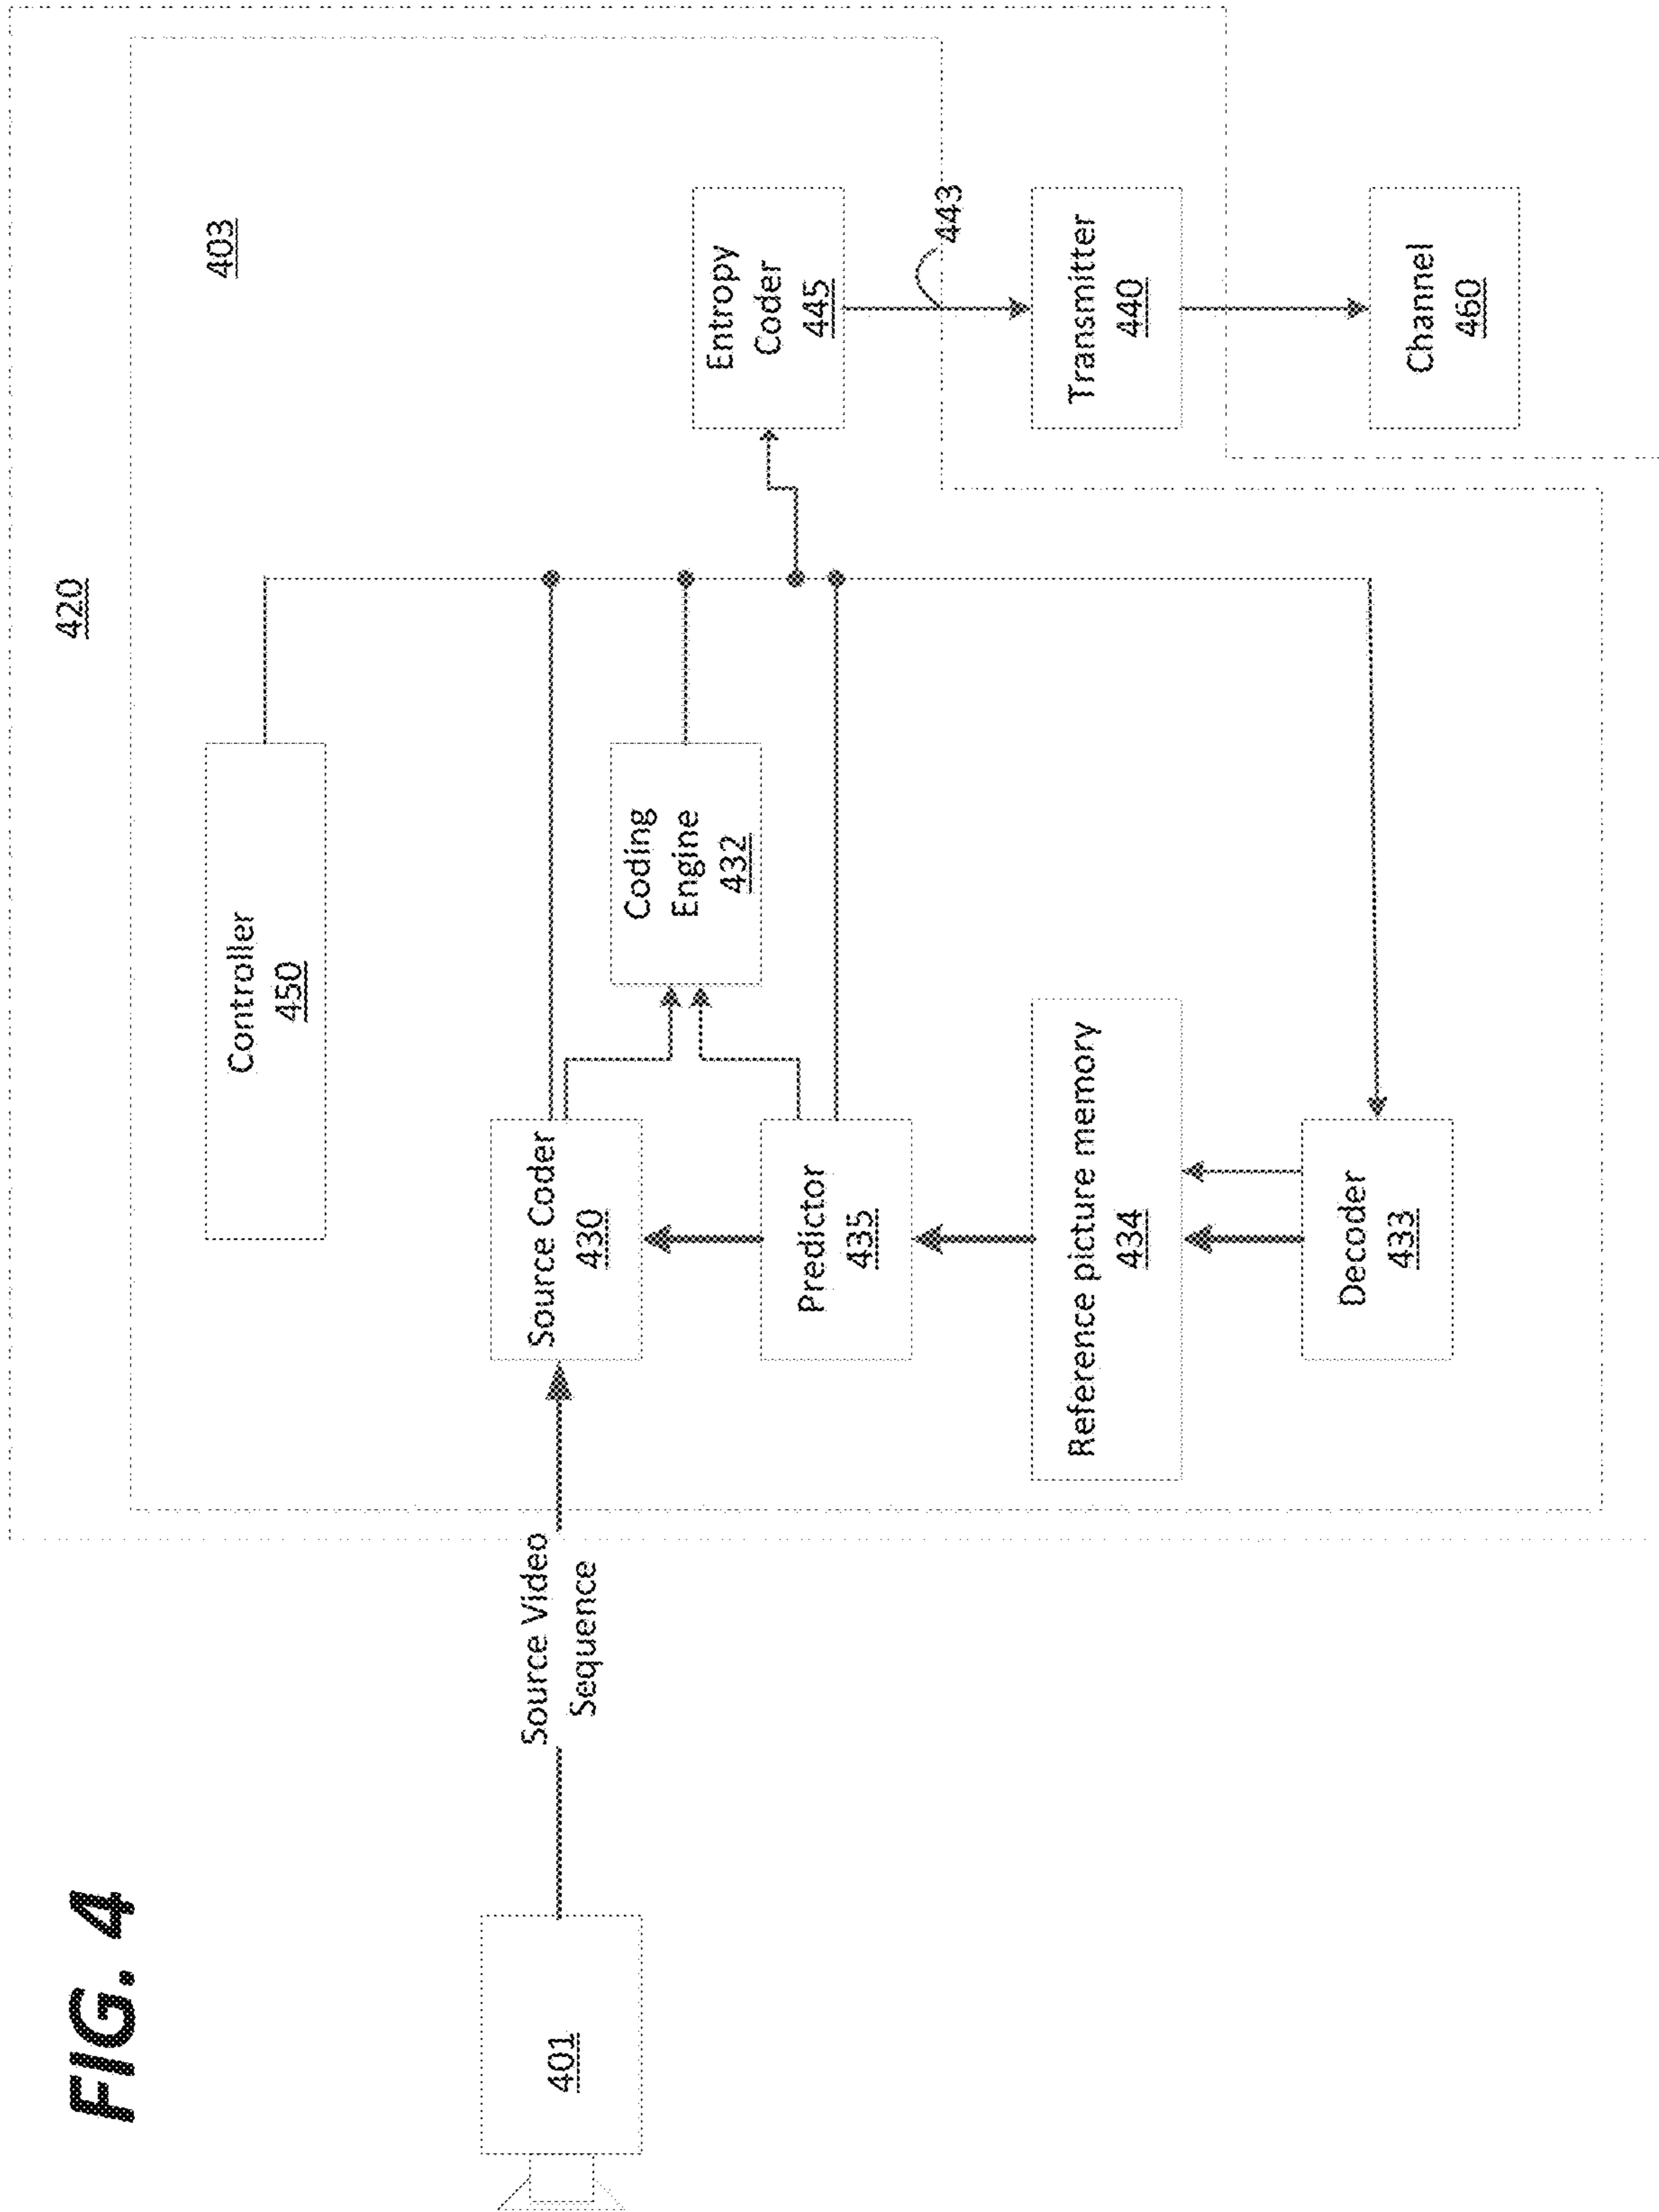 FIG. 4
420
403
Controller
450
401
Source Video
Sequence
Source Coder
430
Coding
Engine
432
Entropy
Coder
445
Predictor
435
443
Reference picture memory
434
Transmitter
440
Decoder
433
Channel
460